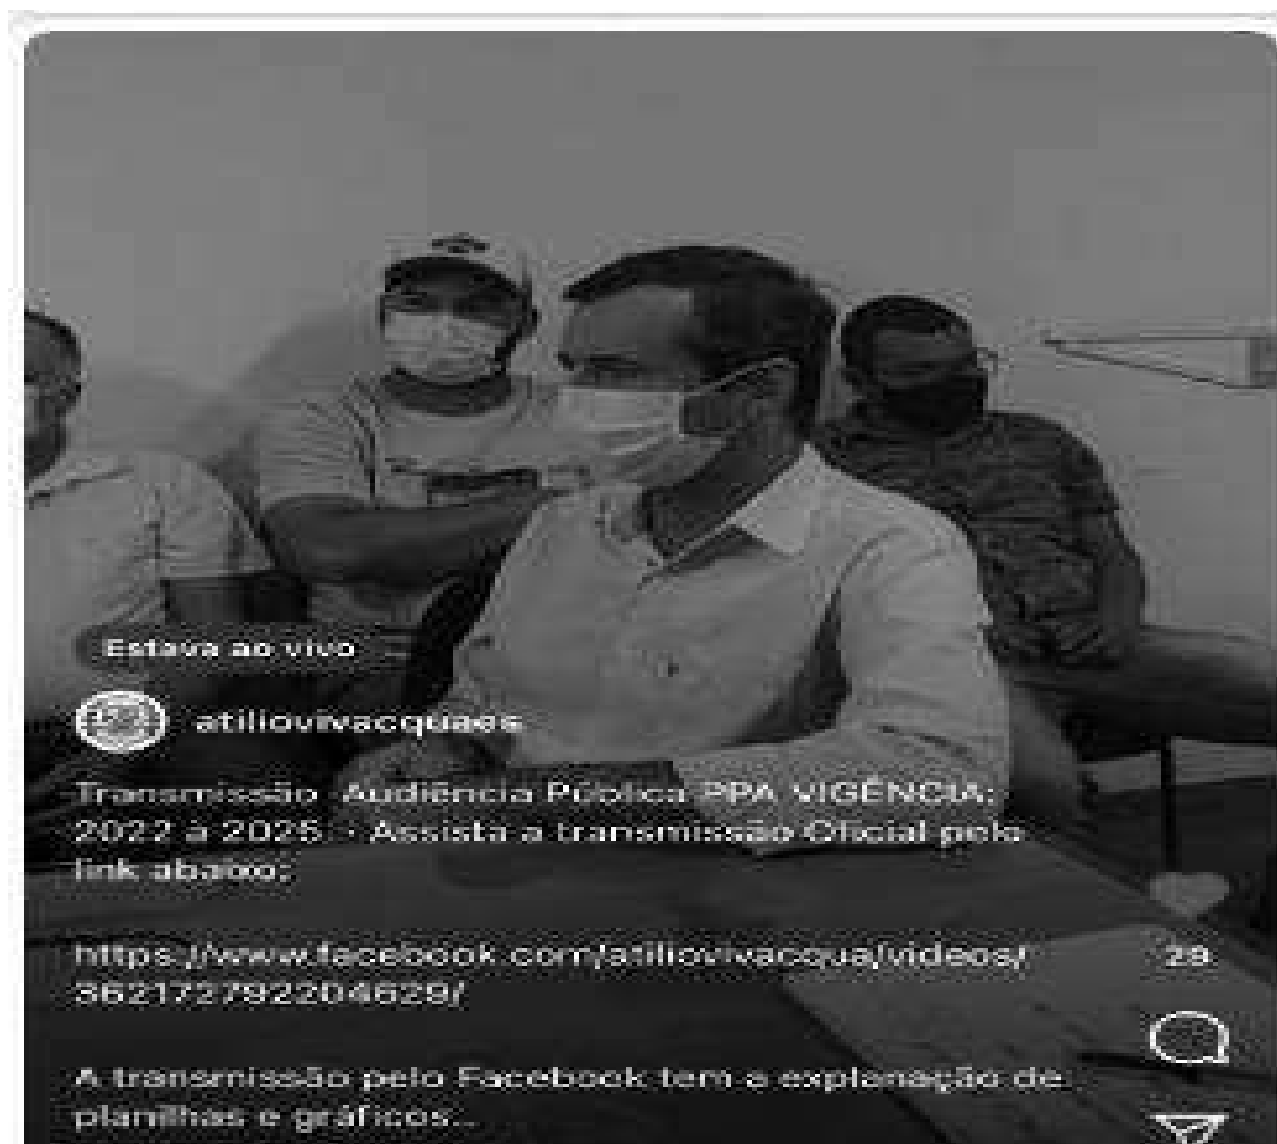 Estava ao vivo
atiliovivacquaes
Transmissão Audiência Pública PPA VIGÊNCIA:
2022 a 2025 - Assista a transmissão Oficial pelo
link abaixo:
https://www.facebook.com/atiliovivacqua/videos/
29
A transmissão pelo Facebook tem a explanação de
planilhas e gráficos...